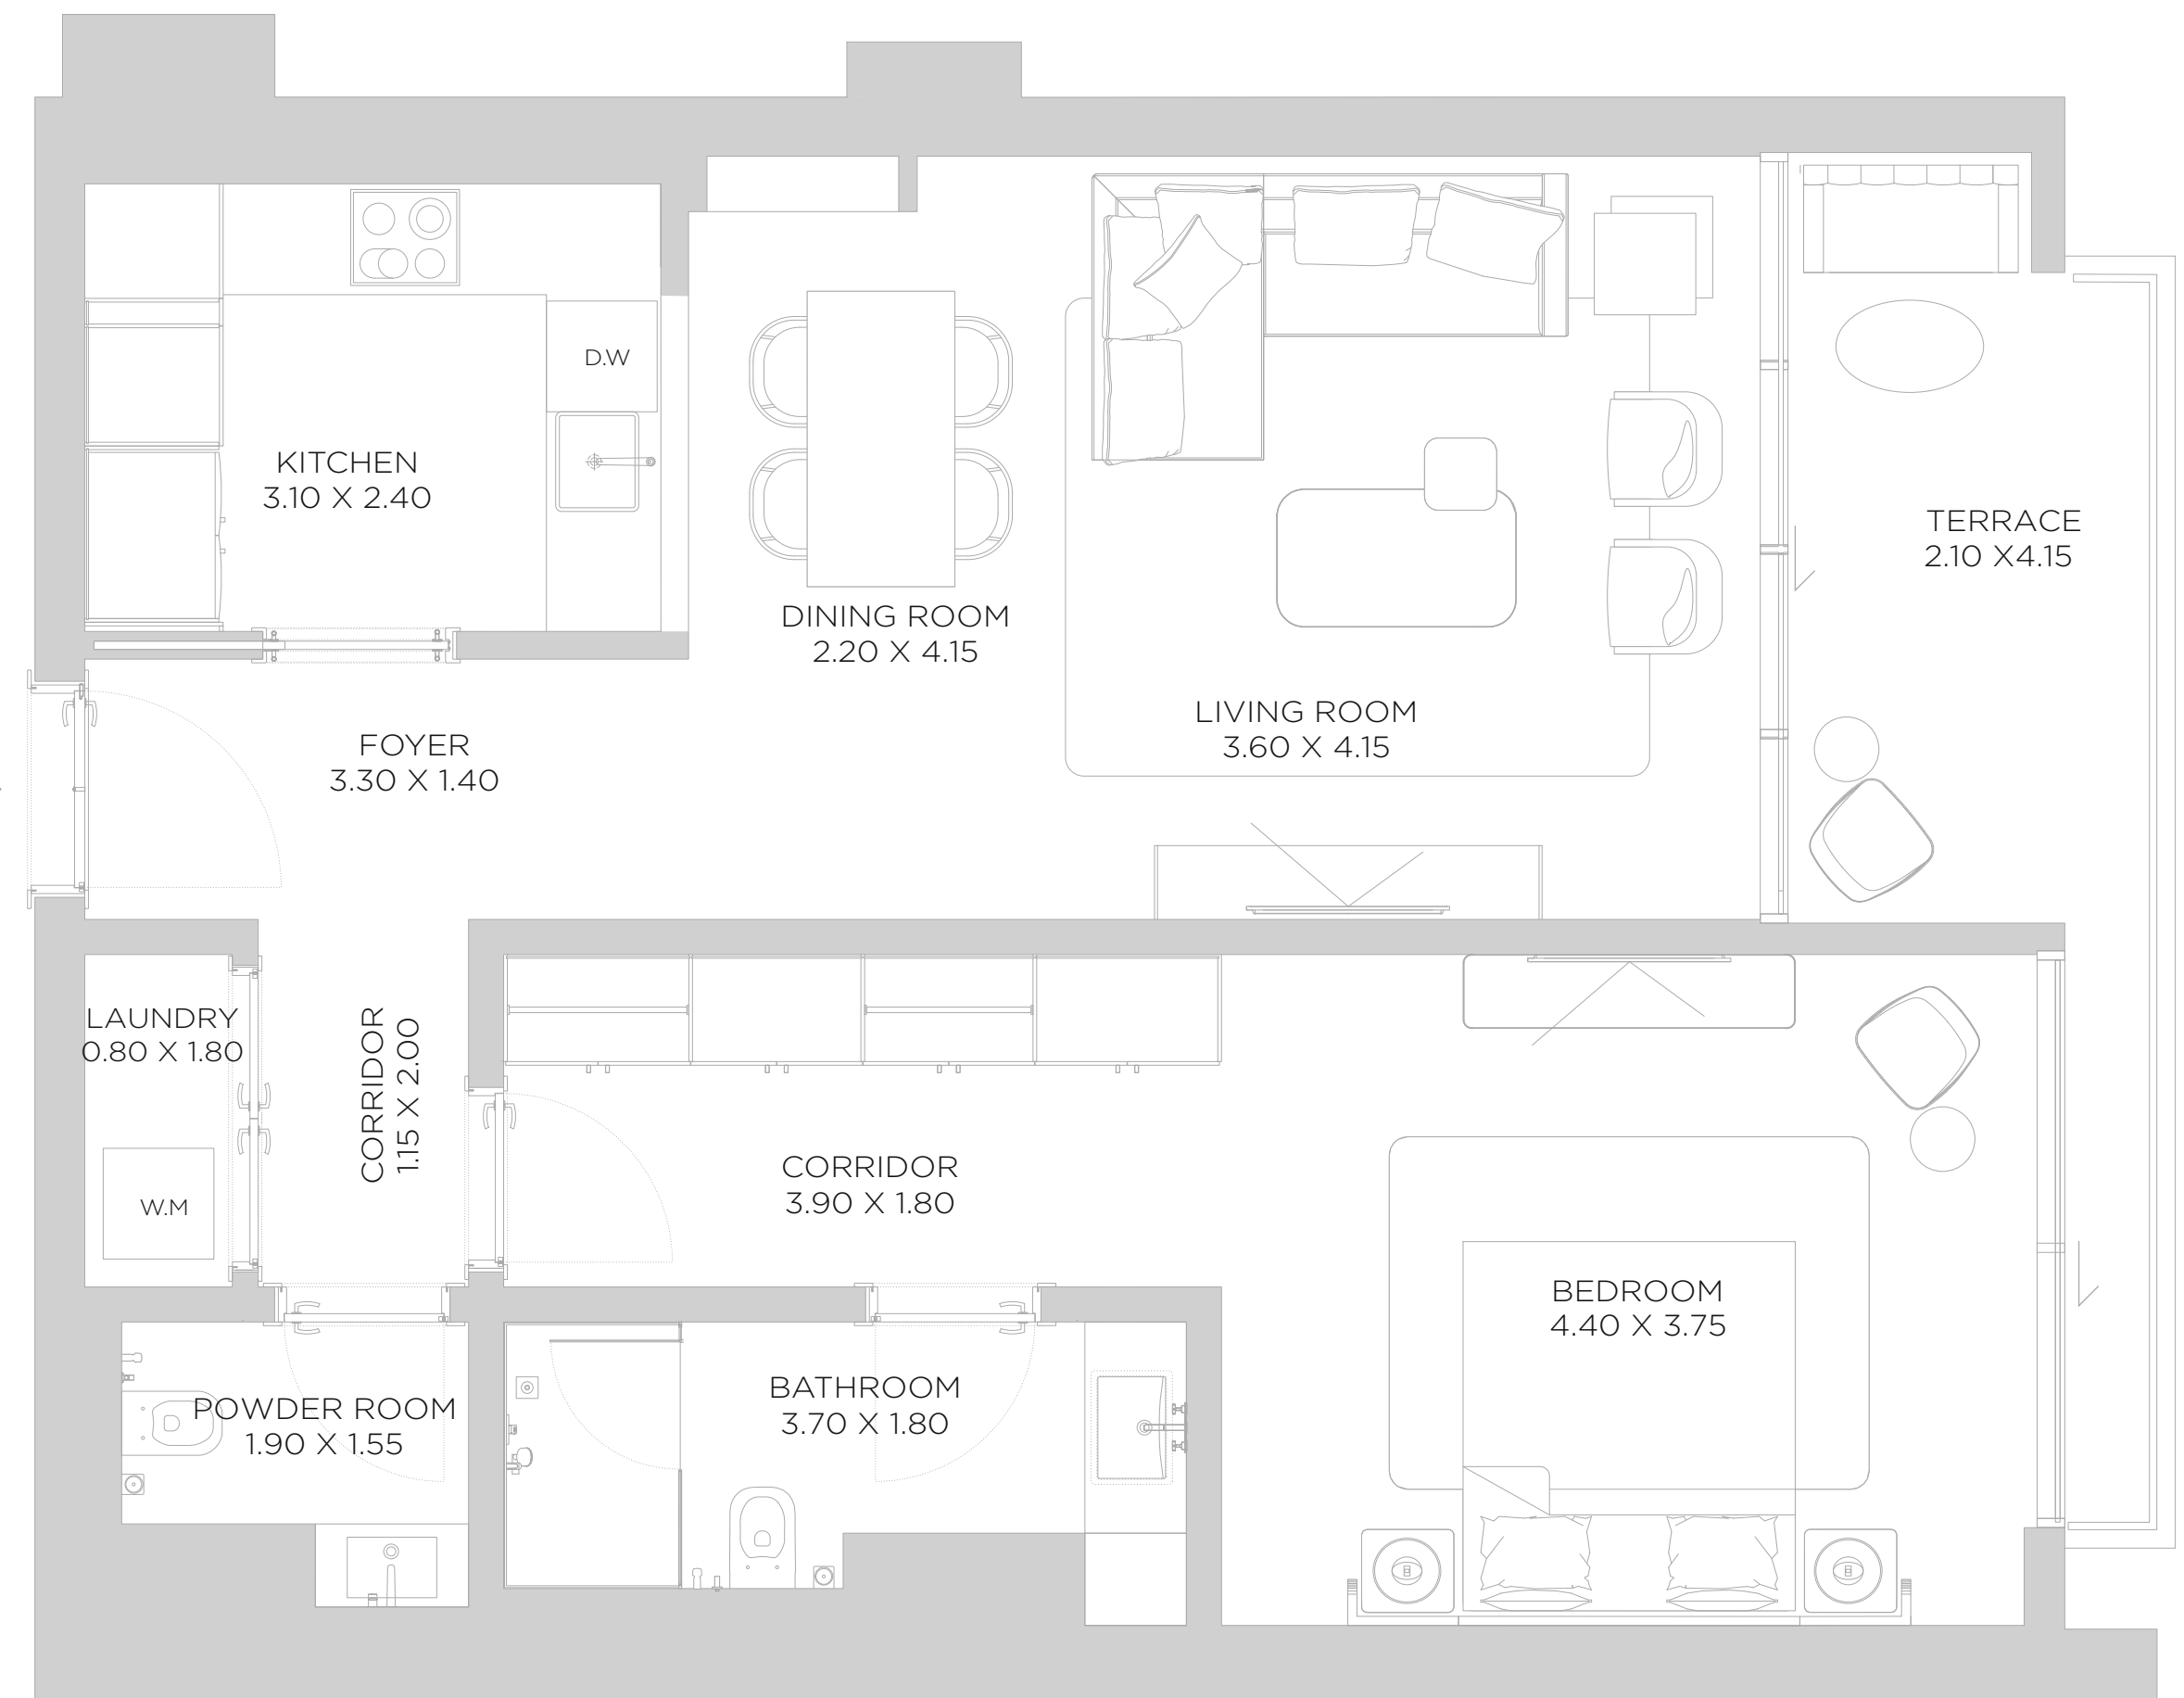 D.W
KITCHEN
3.10 X 2.40
TERRACE
2.10 X4.15
DINING ROOM
2.20 X 4.15
LIVING ROOM
3.60 X 4.15
FOYER
3.30 X 1.40
LAUNDRY
0.80 X 1.80
CORRIDOR
1.15 X 2.00
W.M
CORRIDOR
3.90 X 1.80
BEDROOM
4.40 X 3.75
POWDER ROOM
1.90 X 1.55
BATHROOM
3.70 X 1.80